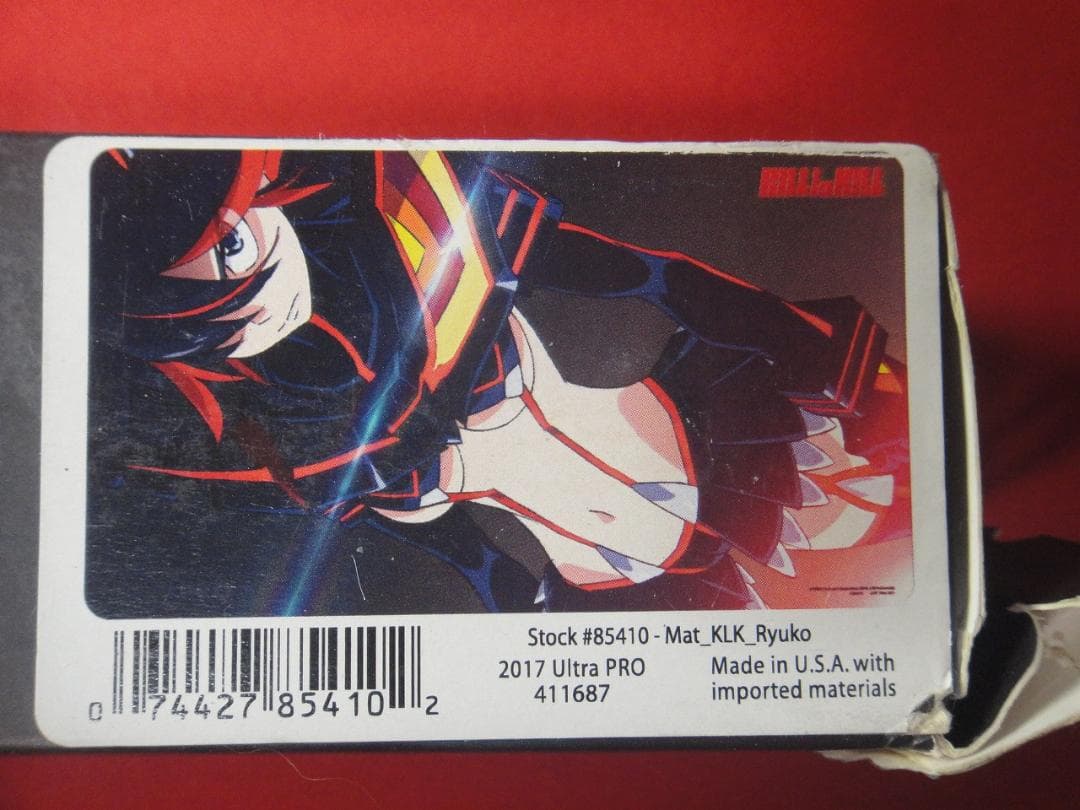 KILL la KILL
Stock #85410 - Mat_KLK_Ryuko
2017 Ultra PRO
411687
Made in U.S.A. with
imported materials
0 74427 85410 2